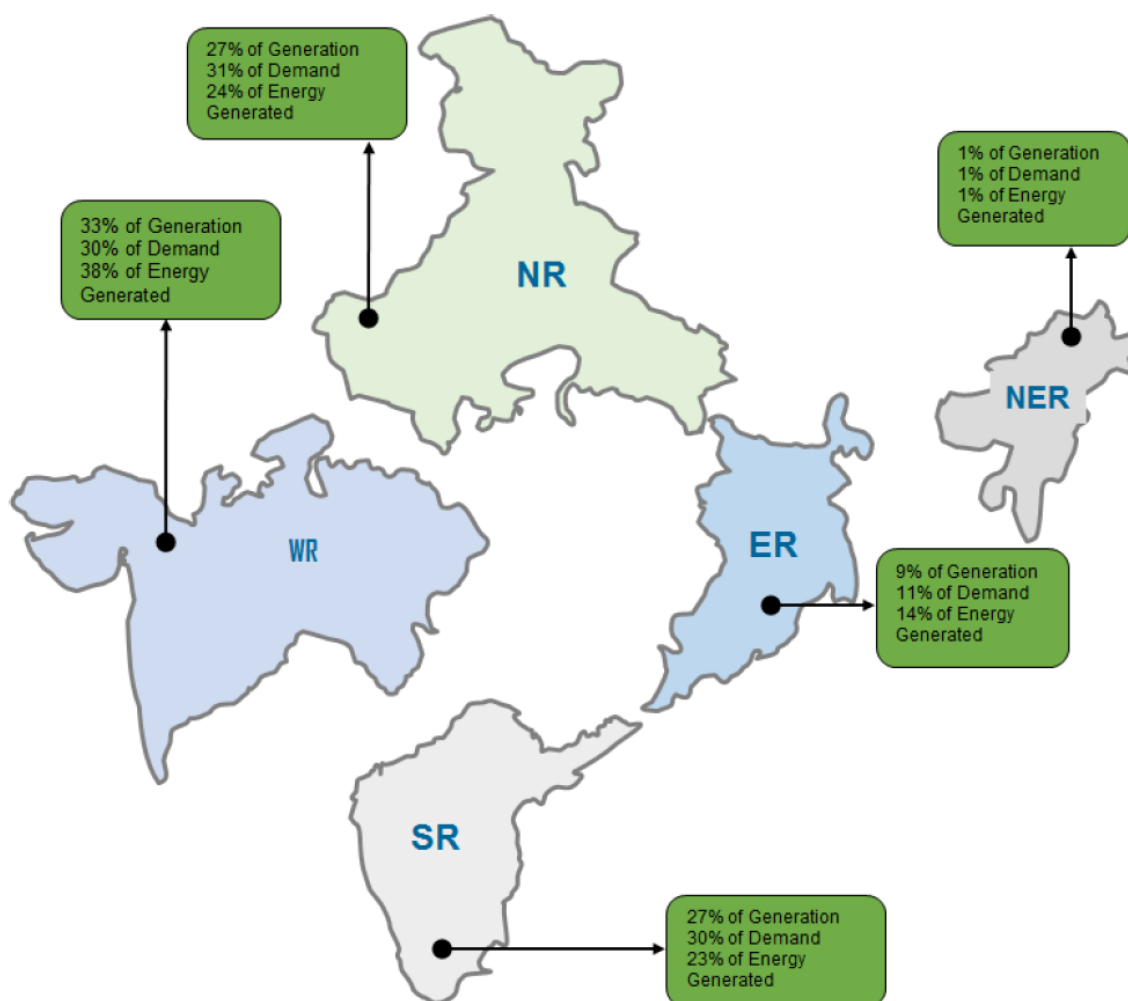 27% of Generation
31% of Demand
24% of Energy
Generated
1% of Generation
1% of Demand
1% of Energy
Generated
33% of Generation
30% of Demand
38% of Energy
Generated
NR
NER
WR
ER
9% of Generation
11% of Demand
14% of Energy
Generated
SR
27% of Generation
30% of Demand
23% of Energy
Generated